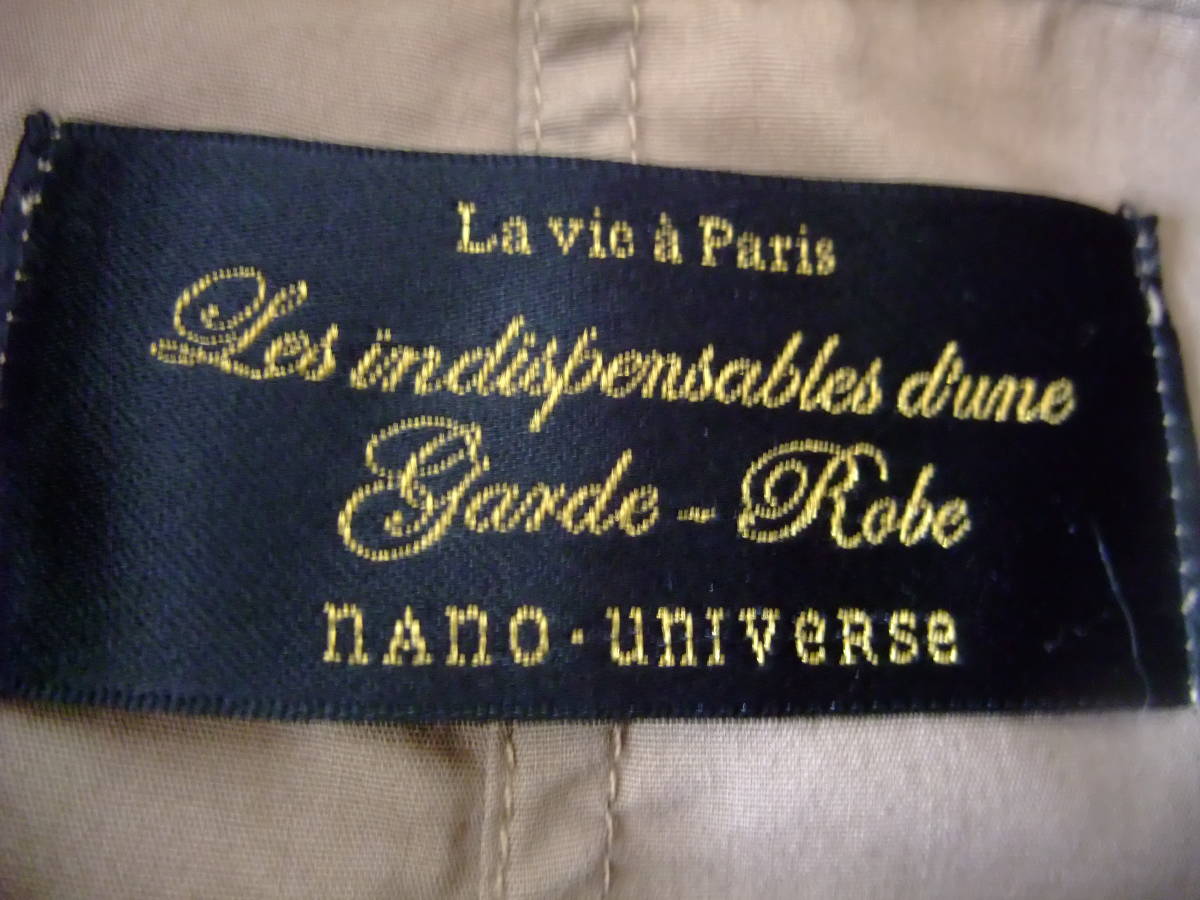 La vie à Paris
Les indispensables d'une
Garde-Robe
nano·universe